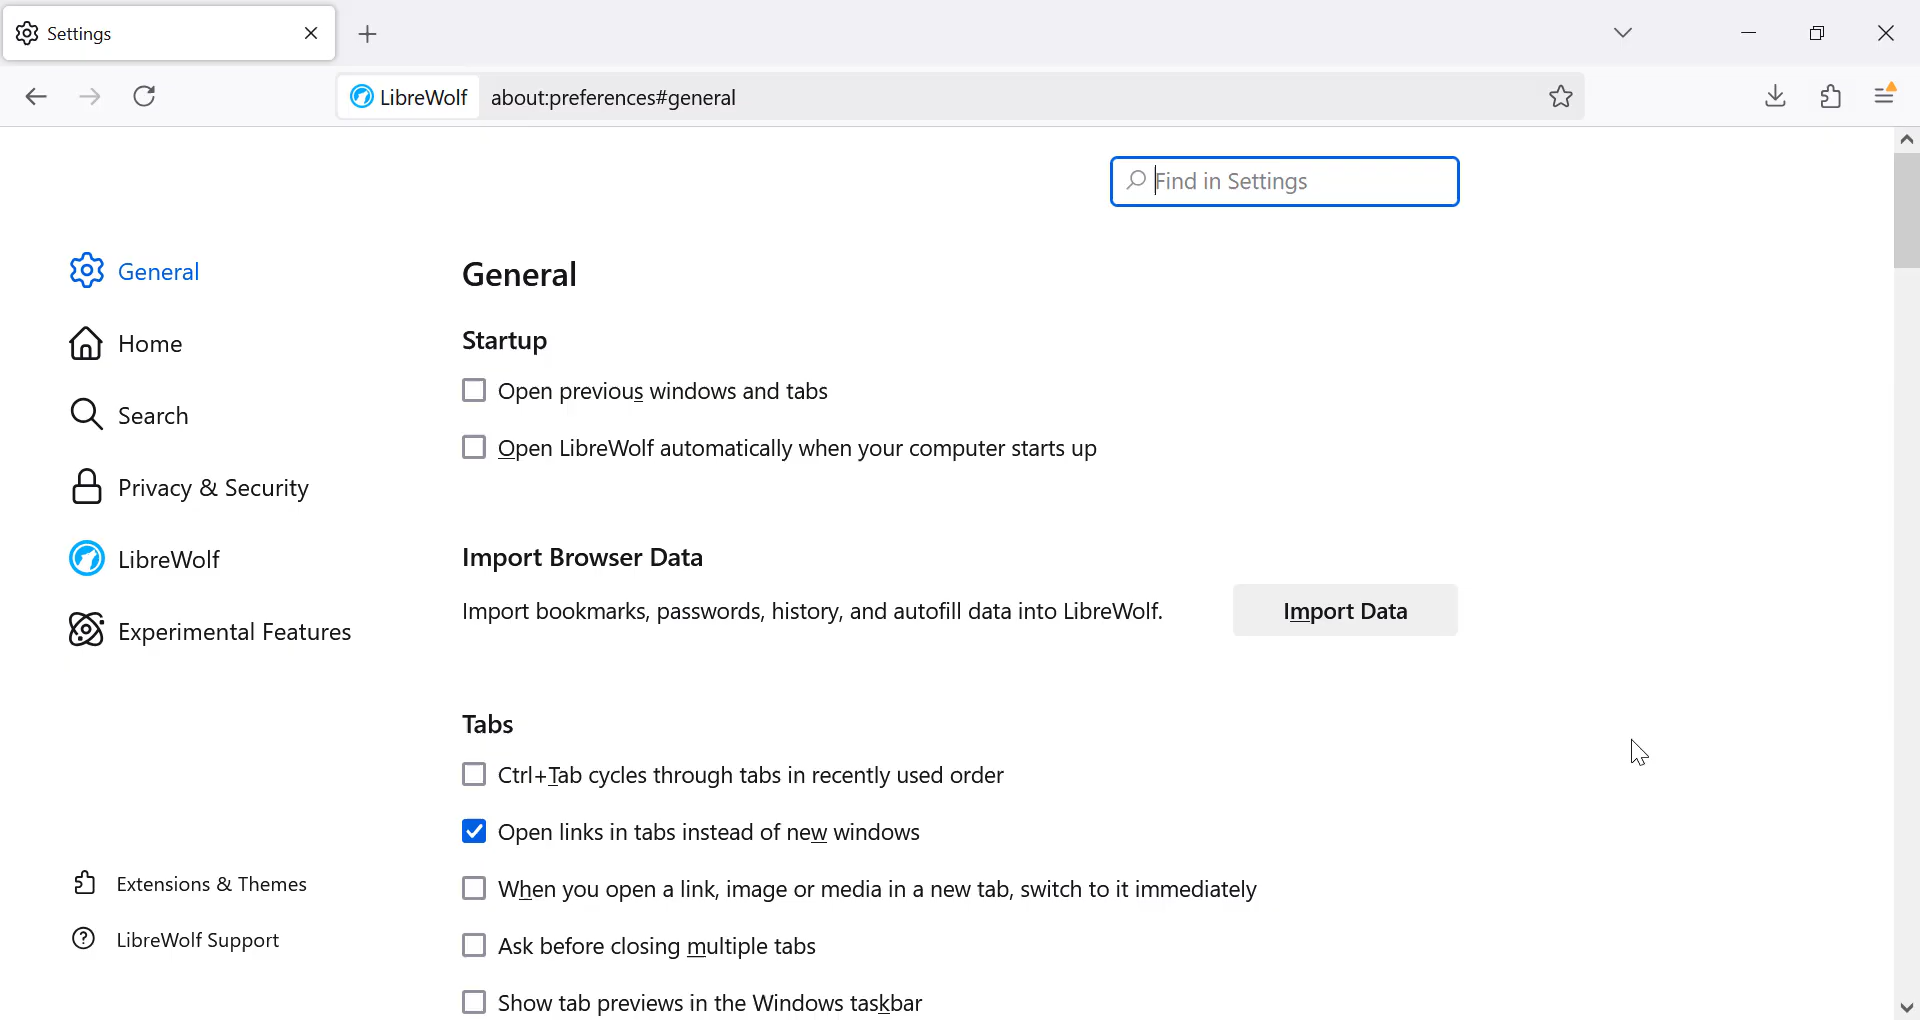 Settings
LibreWolf about:preferences#general
Find in Settings
General
Home
Search
Privacy & Security
LibreWolf
Experimental Features
Extensions & Themes
LibreWolf Support
General
Startup
Open previous windows and tabs
Open LibreWolf automatically when your computer starts up
Import Browser Data
Import bookmarks, passwords, history, and autofill data into LibreWolf.
Import Data
Tabs
Ctrl+Tab cycles through tabs in recently used order
Open links in tabs instead of new windows
When you open a link, image or media in a new tab, switch to it immediately
Ask before closing multiple tabs
Show tab previews in the Windows taskbar